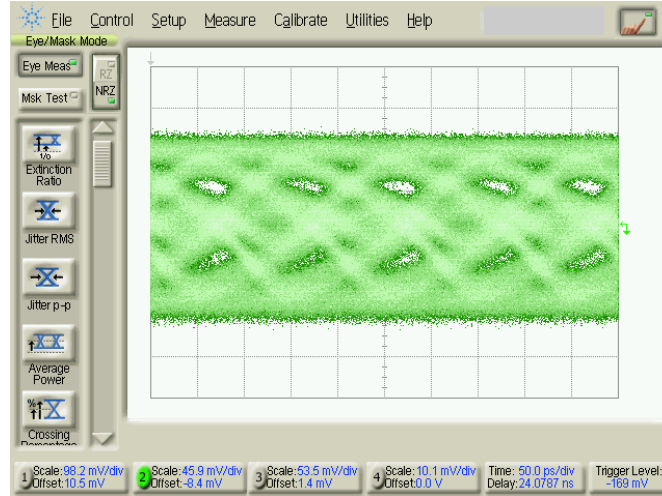 File Control Setup Measure Calibrate Utilities Help
Eye/Mask Mode
Eye Meas
RZ
NRZ
Msk Test
1/0
Extinction
Ratio
Jitter RMS
Jitter p-p
Average
Power
%
Crossing
Percentage
1 Scale:98.2 mV/div
Offset:10.5 mV
2 Scale:45.9 mV/div
Offset:-8.4 mV
3 Scale:53.5 mV/div
Offset:1.4 mV
4 Scale:10.1 mV/div
Offset:0.0 V
Time: 50.0 ps/div
Delay:24.0787 ns
Trigger Level:
-169 mV